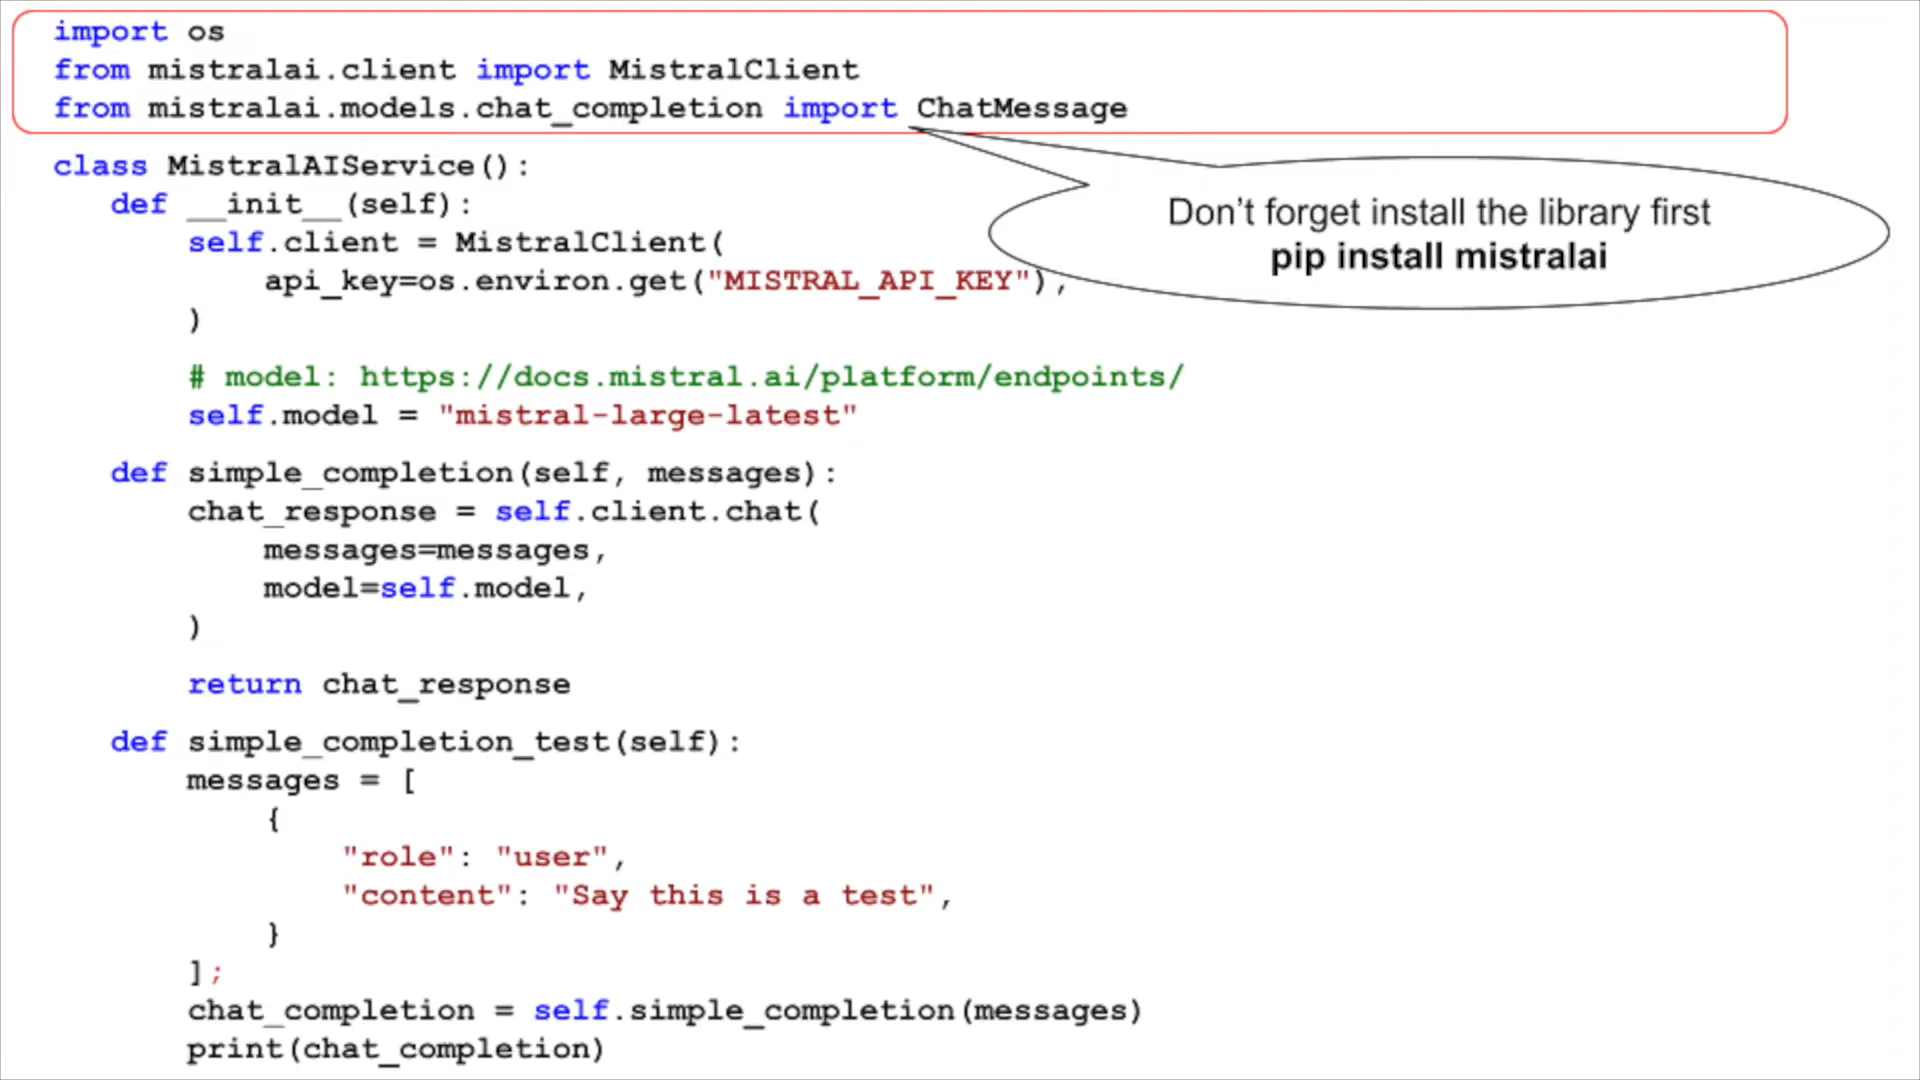 import os
from mistralai.client import MistralClient
from mistralai.models.chat_completion import ChatMessage
class MistralAIService():
    def __init__(self):
        self.client = MistralClient(
            api_key=os.environ.get("MISTRAL_API_KEY"),
        )
Don't forget install the library first
pip install mistralai
        # model: https://docs.mistral.ai/platform/endpoints/
        self.model = "mistral-large-latest"
    def simple_completion(self, messages):
        chat_response = self.client.chat(
            messages=messages,
            model=self.model,
        )
        return chat_response
    def simple_completion_test(self):
        messages = [
            {
                "role": "user",
                "content": "Say this is a test",
            }
        ];
        chat_completion = self.simple_completion(messages)
        print(chat_completion)